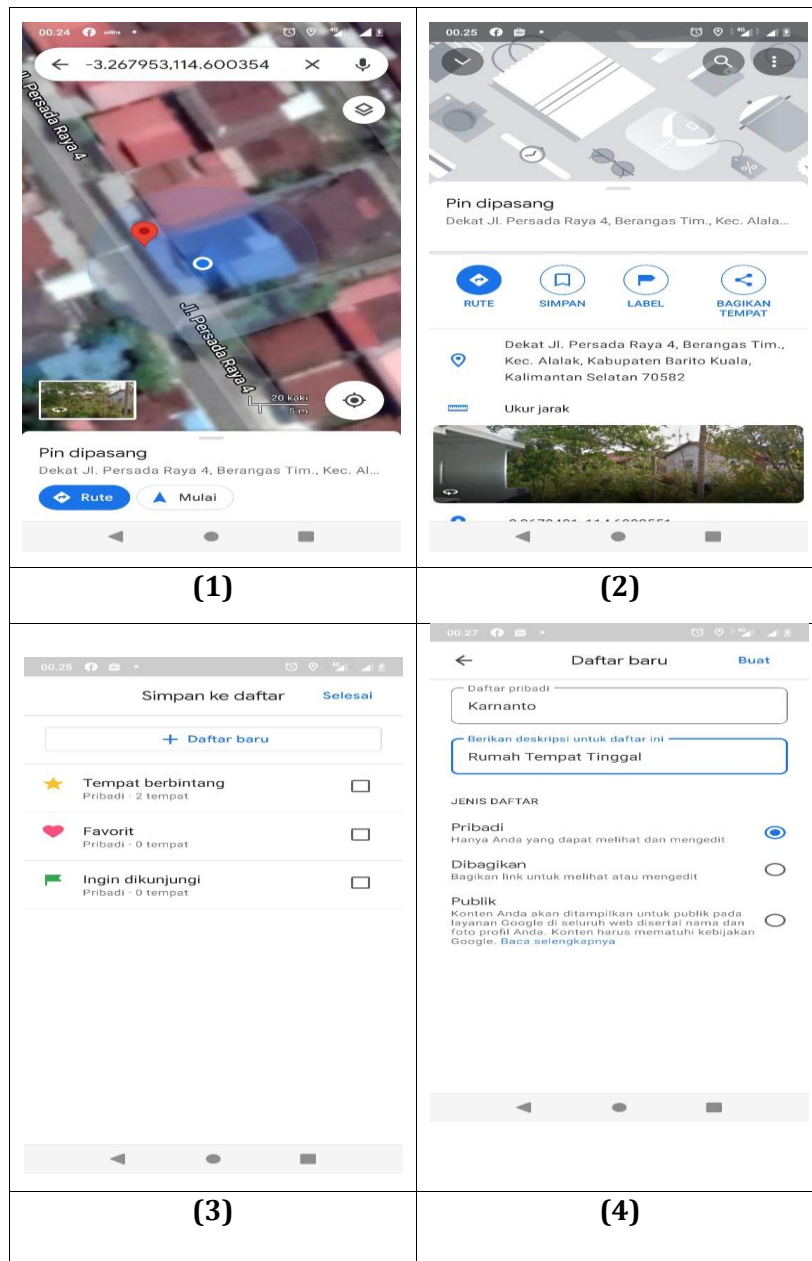 00.24
-3.267953,114.600354
Jl. Persada Raya 4
Jl. Persada Raya 4
20 kaki
5 m
Pin dipasang
Dekat Jl. Persada Raya 4, Berangas Tim., Kec. Al...
Rute
Mulai
(1)
00.25
Pin dipasang
Dekat Jl. Persada Raya 4, Berangas Tim., Kec. Alala...
RUTE
SIMPAN
LABEL
BAGIKAN
TEMPAT
Dekat Jl. Persada Raya 4, Berangas Tim.,
Kec. Alalak, Kabupaten Barito Kuala,
Kalimantan Selatan 70582
Ukur jarak
(2)
00.25
Simpan ke daftar
Selesai
+ Daftar baru
Tempat berbintang
Pribadi · 2 tempat
Favorit
Pribadi · 0 tempat
Ingin dikunjungi
Pribadi · 0 tempat
(3)
00.27
Daftar baru
Buat
Daftar pribadi
Karnanto
Berikan deskripsi untuk daftar ini
Rumah Tempat Tinggal
JENIS DAFTAR
Pribadi
Hanya Anda yang dapat melihat dan mengedit
Dibagikan
Bagikan link untuk melihat atau mengedit
Publik
Konten Anda akan ditampilkan untuk publik pada
layanan Google di seluruh web disertai nama dan
foto profil Anda. Konten harus mematuhi kebijakan
Google. Baca selengkapnya
(4)